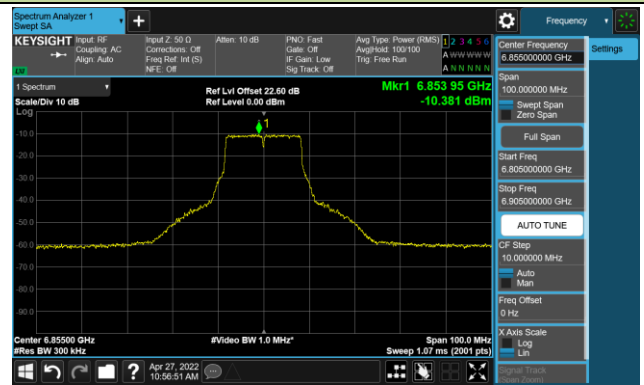 Spectrum Analyzer 1
Swept SA
Frequency
KEYSIGHT
Input: RF
Coupling: AC
Align: Auto
Input Z: 50 Ω
Corrections: Off
Freq Ref: Int (S)
NFE: Off
Atten: 10 dB
PNO: Fast
Gate: Off
IF Gain: Low
Sig Track: Off
Avg Type: Power (RMS)
Avg|Hold: 100/100
Trig: Free Run
1 2 3 4 5 6
A W W W W W
A N N N N N
LW
1 Spectrum
Scale/Div 10 dB
Log
Ref Lvl Offset 22.60 dB
Ref Level 0.00 dBm
Mkr1 6.853 95 GHz
-10.381 dBm
1
-10.0
-20.0
-30.0
-40.0
-50.0
-60.0
-70.0
-80.0
-90.0
Center 6.85500 GHz
#Res BW 300 kHz
#Video BW 1.0 MHz*
Span 100.0 MHz
Sweep 1.07 ms (2001 pts)
Center Frequency
6.855000000 GHz
Settings
Span
100.000000 MHz
Swept Span
Zero Span
Full Span
Start Freq
6.805000000 GHz
Stop Freq
6.905000000 GHz
AUTO TUNE
CF Step
10.000000 MHz
Auto
Man
Freq Offset
0 Hz
X Axis Scale
Log
Lin
Signal Track
(Span Zoom)
Apr 27, 2022
10:56:51 AM